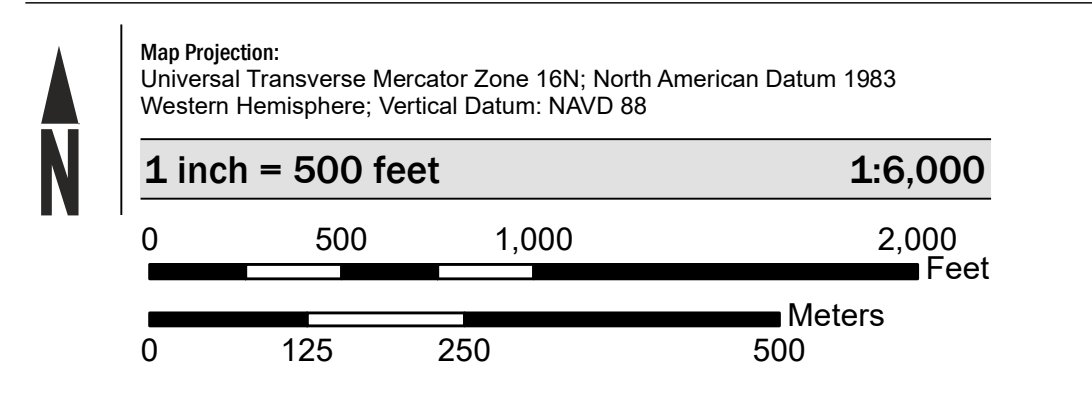 N
Map Projection:
Universal Transverse Mercator Zone 16N; North American Datum 1983
Western Hemisphere; Vertical Datum: NAVD 88
1 inch = 500 feet 1:6,000
0 500 1,000 2,000
Feet
Meters
0 125 250 500